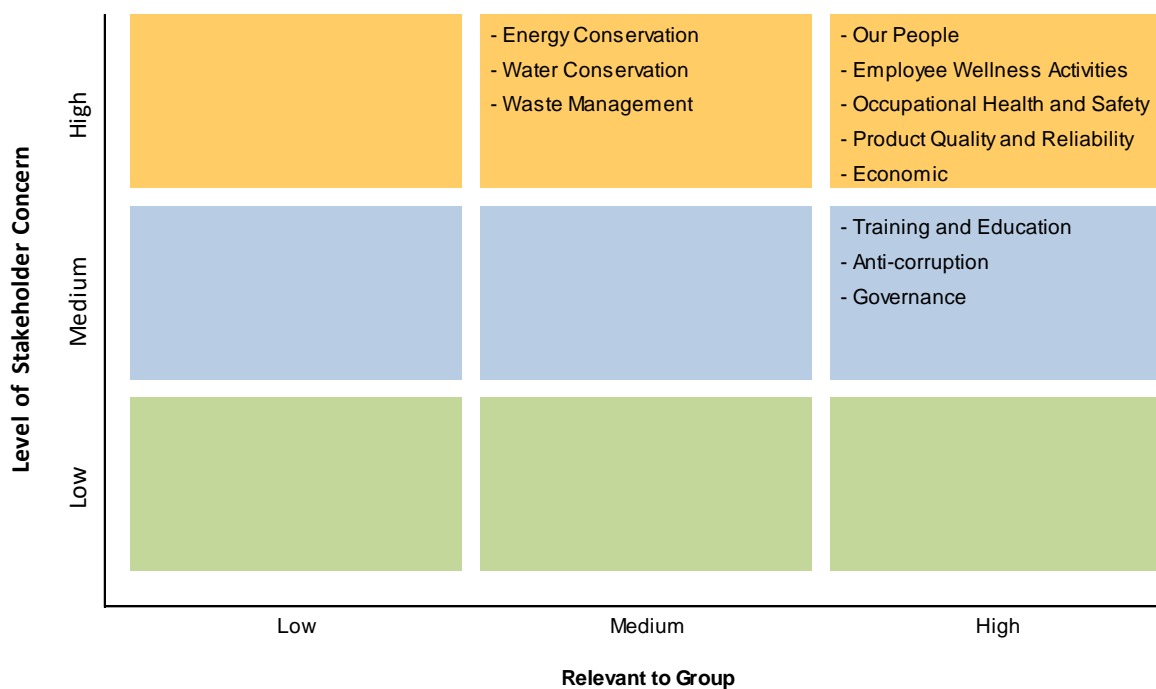 Level of Stakeholder Concern
High
- Energy Conservation
- Water Conservation
- Waste Management
- Our People
- Employee Wellness Activities
- Occupational Health and Safety
- Product Quality and Reliability
- Economic
Medium
- Training and Education
- Anti-corruption
- Governance
Low
Low
Medium
High
Relevant to Group